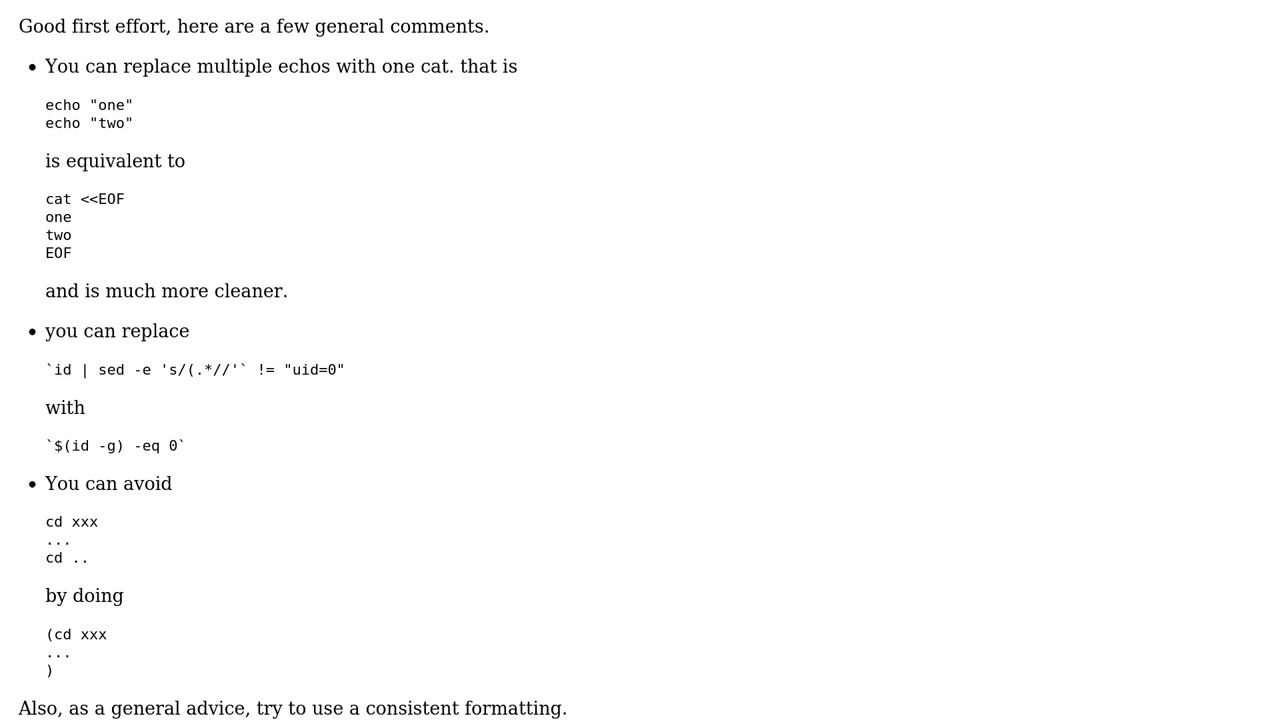 Good first effort, here are a few general comments.
• You can replace multiple echos with one cat. that is
echo "one"
echo "two"
is equivalent to
cat <<EOF
one
two
EOF
and is much more cleaner.
• you can replace
`id | sed -e 's/(.*//'` != "uid=0"
with
`$(id -g) -eq 0`
• You can avoid
cd xxx
...
cd ..
by doing
(cd xxx
...
)
Also, as a general advice, try to use a consistent formatting.